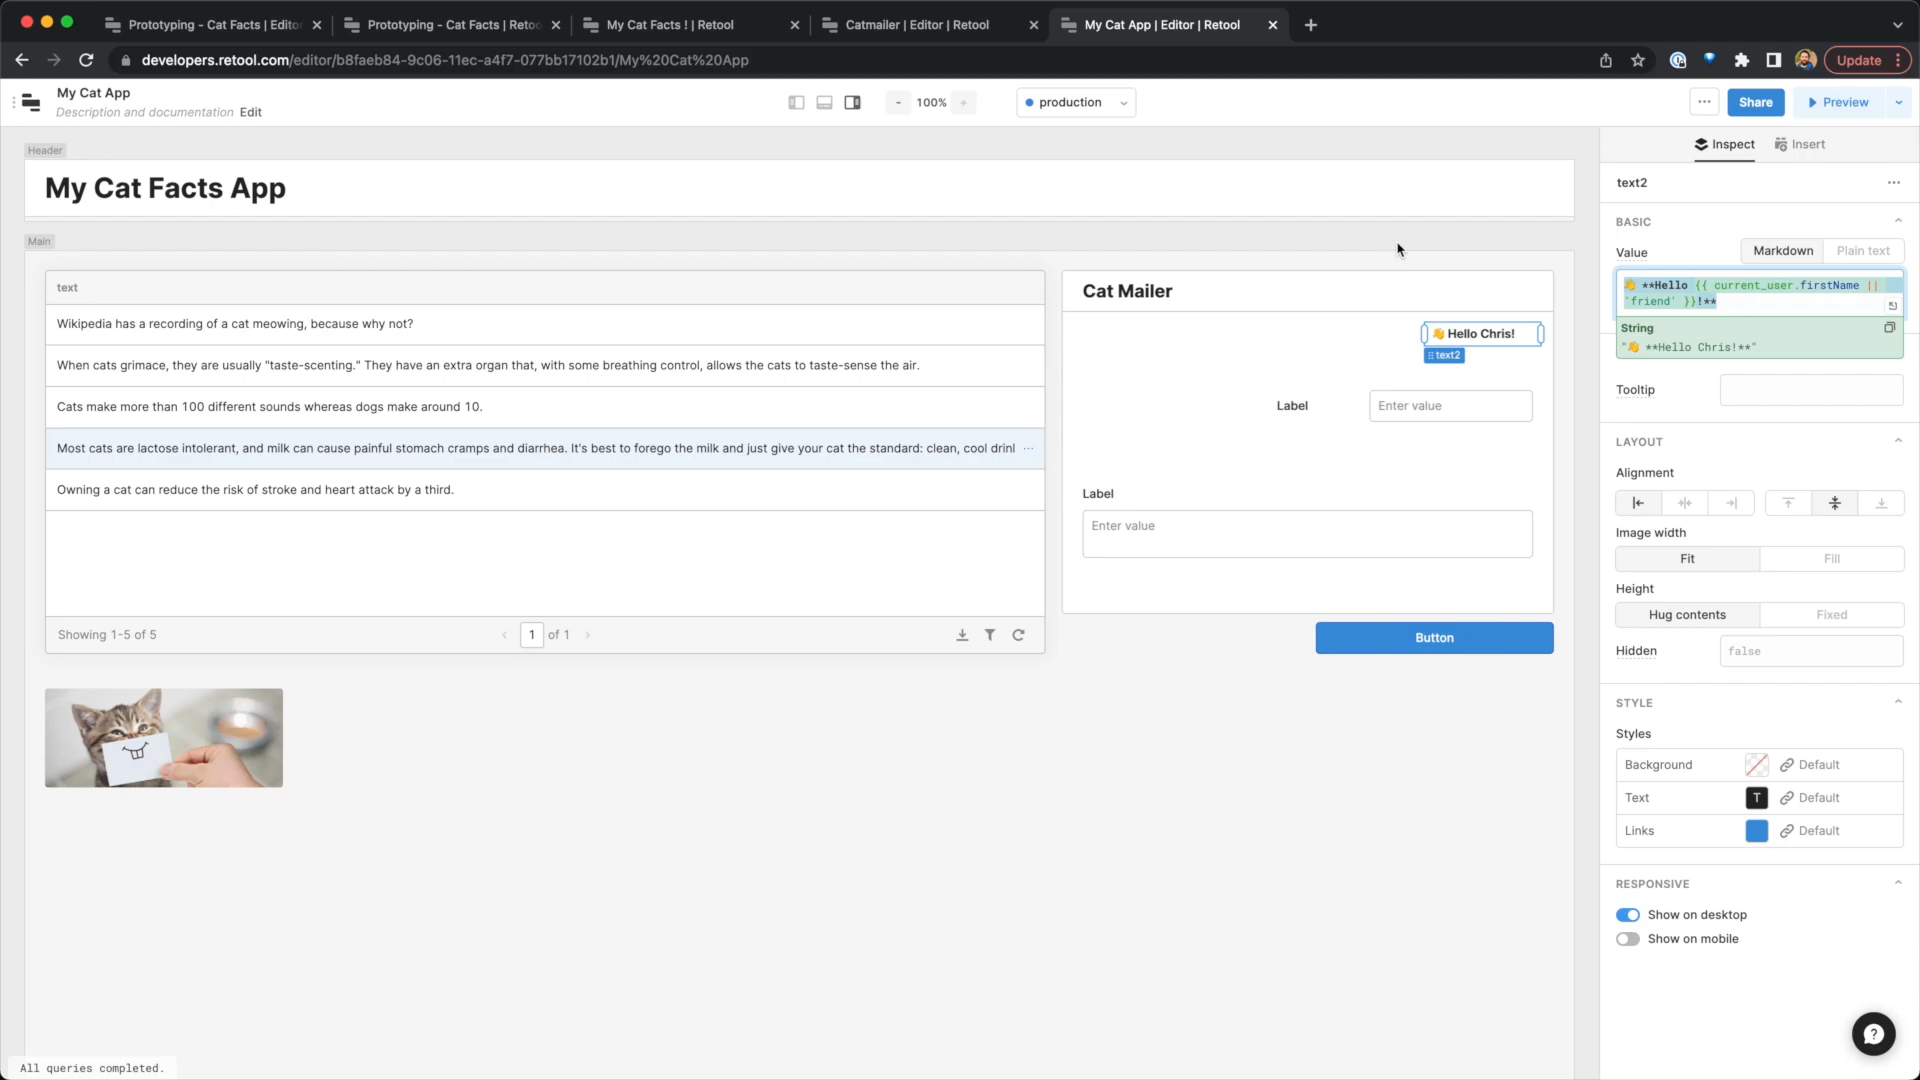 Prototyping - Cat Facts | Editor
Prototyping - Cat Facts | Retoo
My Cat Facts ! | Retool
Catmailer | Editor | Retool
My Cat App | Editor | Retool
developers.retool.com/editor/b8faeb84-9c06-11ec-a4f7-077bb17102b1/My%20Cat%20App
Update
My Cat App
Description and documentation Edit
- 100% +
production
Share
Preview
Inspect
Insert
Header
My Cat Facts App
Main
text
Wikipedia has a recording of a cat meowing, because why not?
When cats grimace, they are usually "taste-scenting." They have an extra organ that, with some breathing control, allows the cats to taste-sense the air.
Cats make more than 100 different sounds whereas dogs make around 10.
Most cats are lactose intolerant, and milk can cause painful stomach cramps and diarrhea. It's best to forego the milk and just give your cat the standard: clean, cool drinl
Owning a cat can reduce the risk of stroke and heart attack by a third.
Showing 1-5 of 5
1 of 1
Cat Mailer
👋 Hello Chris!
text2
Label
Enter value
Label
Enter value
Button
text2
BASIC
Value
Markdown
Plain text
👋 **Hello {{ current_user.firstName ||
'friend' }}!**
String
"👋 **Hello Chris!**"
Tooltip
LAYOUT
Alignment
Image width
Fit
Fill
Height
Hug contents
Fixed
Hidden
false
STYLE
Styles
Background
Default
Text
T
Default
Links
Default
RESPONSIVE
Show on desktop
Show on mobile
All queries completed.